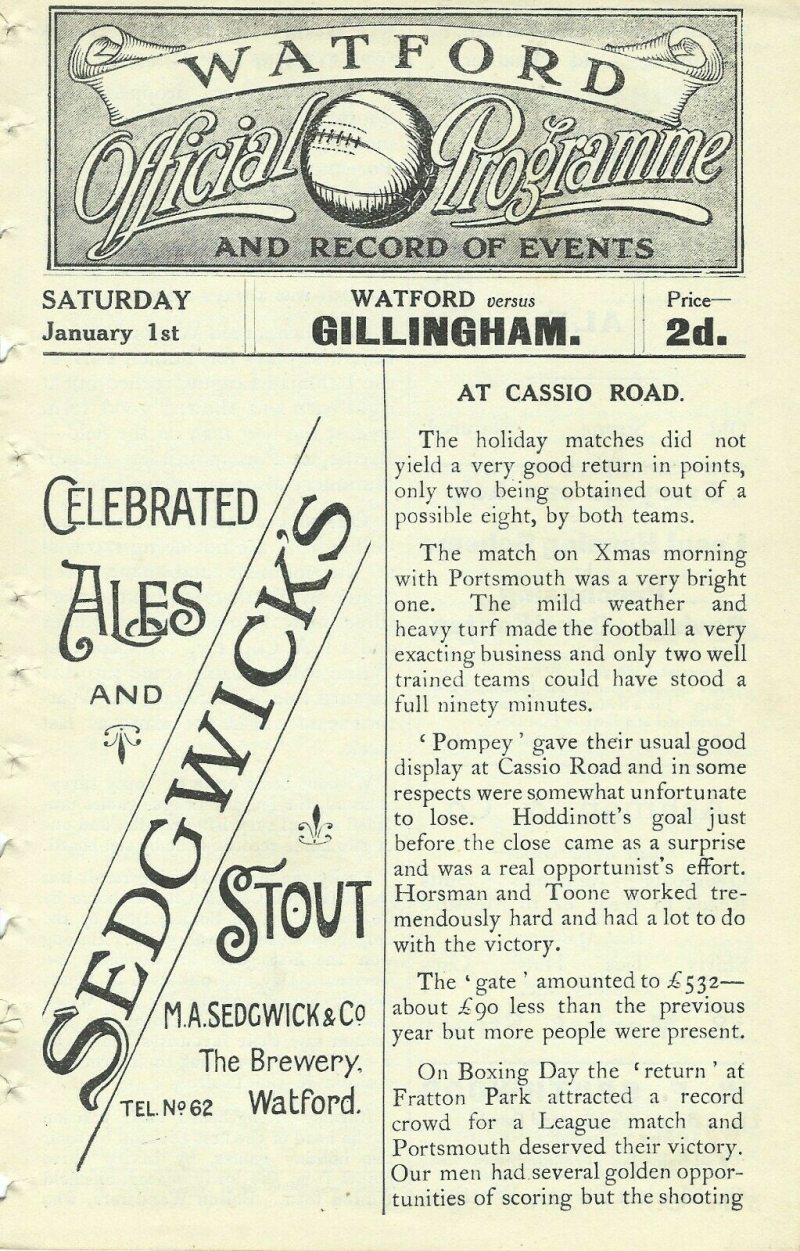 WATFORD
Official Programme
AND RECORD OF EVENTS
SATURDAY
January 1st
WATFORD versus
GILLINGHAM.
Price—
2d.
CELEBRATED
ALES
AND
SEDGWICK'S
STOUT
M.A. SEDGWICK & Co
The Brewery,
TEL. No 62 Watford.
AT CASSIO ROAD.
The holiday matches did not
yield a very good return in points,
only two being obtained out of a
possible eight, by both teams.
The match on Xmas morning
with Portsmouth was a very bright
one. The mild weather and
heavy turf made the football a very
exacting business and only two well
trained teams could have stood a
full ninety minutes.
‘ Pompey ’ gave their usual good
display at Cassio Road and in some
respects were somewhat unfortunate
to lose. Hoddinott’s goal just
before the close came as a surprise
and was a real opportunist’s effort.
Horsman and Toone worked tre-
mendously hard and had a lot to do
with the victory.
The ‘ gate ’ amounted to £532—
about £90 less than the previous
year but more people were present.
On Boxing Day the ‘ return ’ at
Fratton Park attracted a record
crowd for a League match and
Portsmouth deserved their victory.
Our men had several golden oppor-
tunities of scoring but the shooting